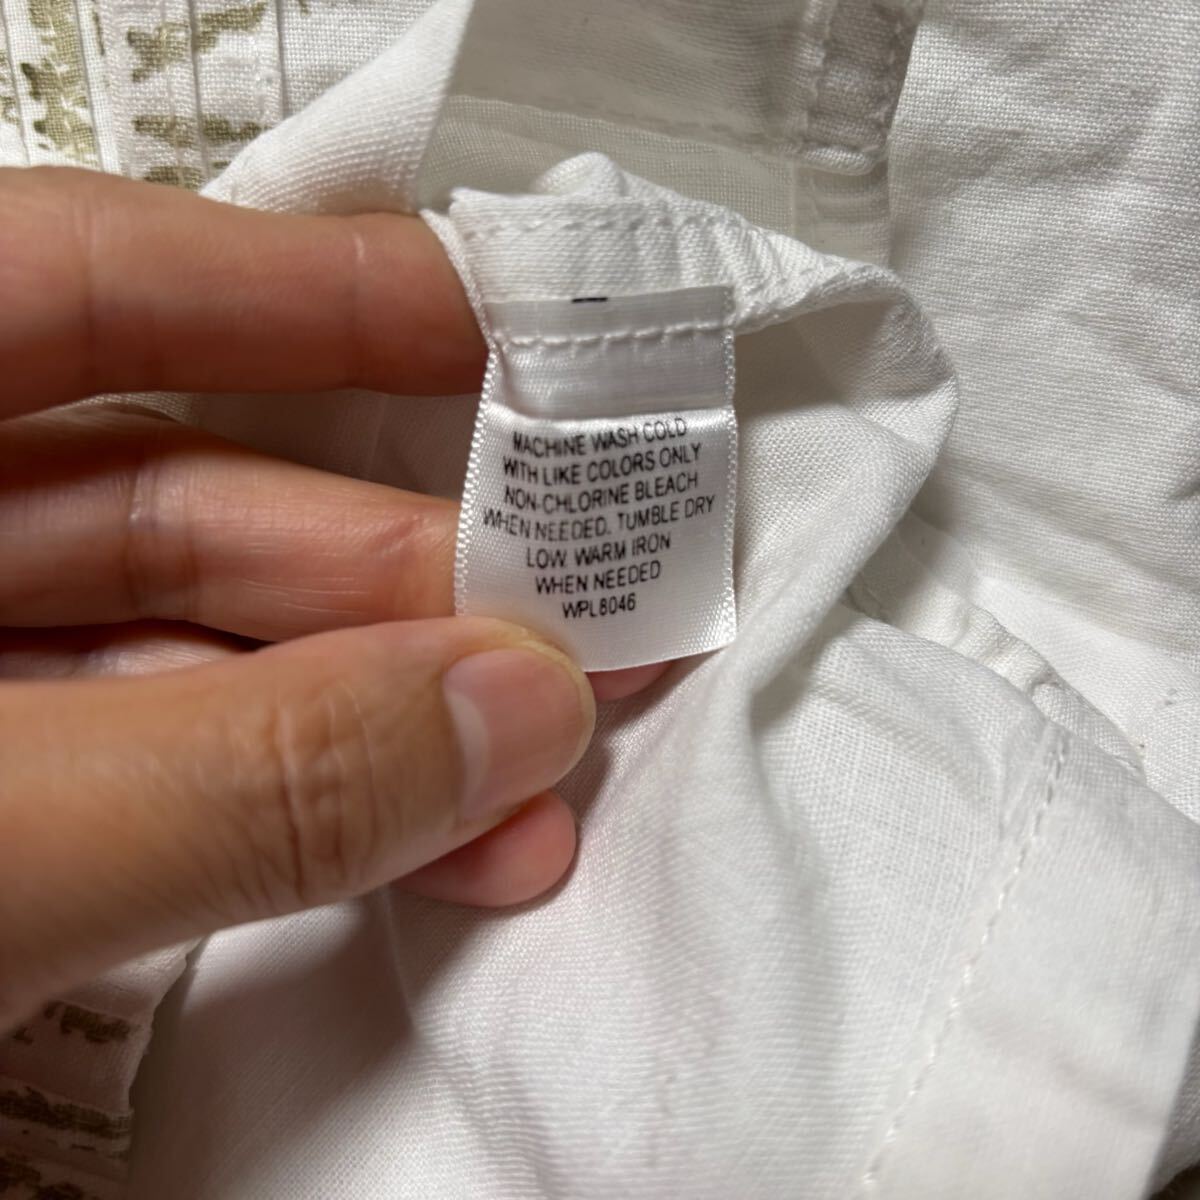 MACHINE WASH COLD
WITH LIKE COLORS ONLY
NON-CHLORINE BLEACH
WHEN NEEDED. TUMBLE DRY
LOW. WARM IRON
WHEN NEEDED
WPL8046